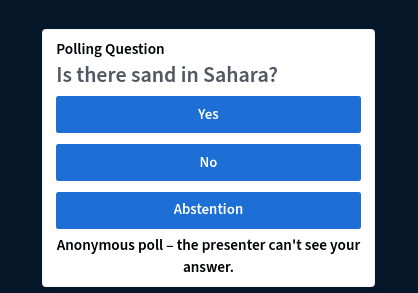 Polling Question
Is there sand in Sahara?
Yes
No
Abstention
Anonymous poll – the presenter can't see your
answer.